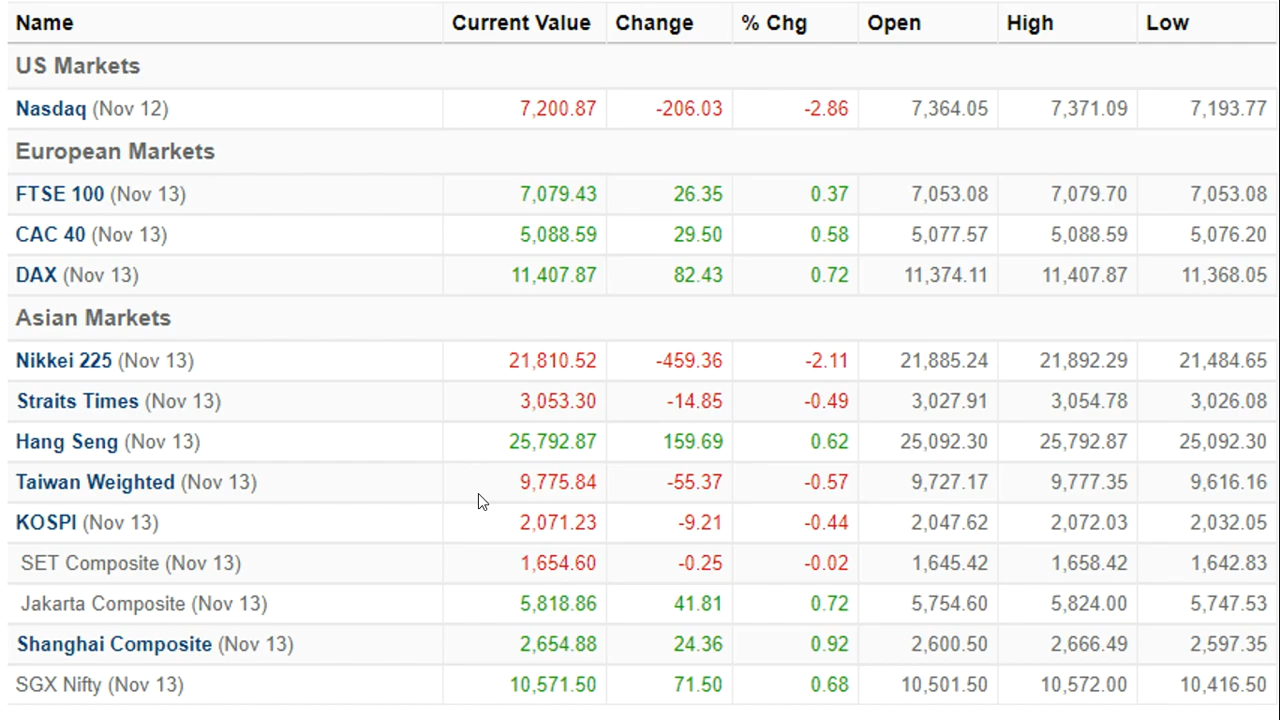 Name Current Value Change % Chg Open High Low
US Markets
Nasdaq (Nov 12) 7,200.87 -206.03 -2.86 7,364.05 7,371.09 7,193.77
European Markets
FTSE 100 (Nov 13) 7,079.43 26.35 0.37 7,053.08 7,079.70 7,053.08
CAC 40 (Nov 13) 5,088.59 29.50 0.58 5,077.57 5,088.59 5,076.20
DAX (Nov 13) 11,407.87 82.43 0.72 11,374.11 11,407.87 11,368.05
Asian Markets
Nikkei 225 (Nov 13) 21,810.52 -459.36 -2.11 21,885.24 21,892.29 21,484.65
Straits Times (Nov 13) 3,053.30 -14.85 -0.49 3,027.91 3,054.78 3,026.08
Hang Seng (Nov 13) 25,792.87 159.69 0.62 25,092.30 25,792.87 25,092.30
Taiwan Weighted (Nov 13) 9,775.84 -55.37 -0.57 9,727.17 9,777.35 9,616.16
KOSPI (Nov 13) 2,071.23 -9.21 -0.44 2,047.62 2,072.03 2,032.05
SET Composite (Nov 13) 1,654.60 -0.25 -0.02 1,645.42 1,658.42 1,642.83
Jakarta Composite (Nov 13) 5,818.86 41.81 0.72 5,754.60 5,824.00 5,747.53
Shanghai Composite (Nov 13) 2,654.88 24.36 0.92 2,600.50 2,666.49 2,597.35
SGX Nifty (Nov 13) 10,571.50 71.50 0.68 10,501.50 10,572.00 10,416.50